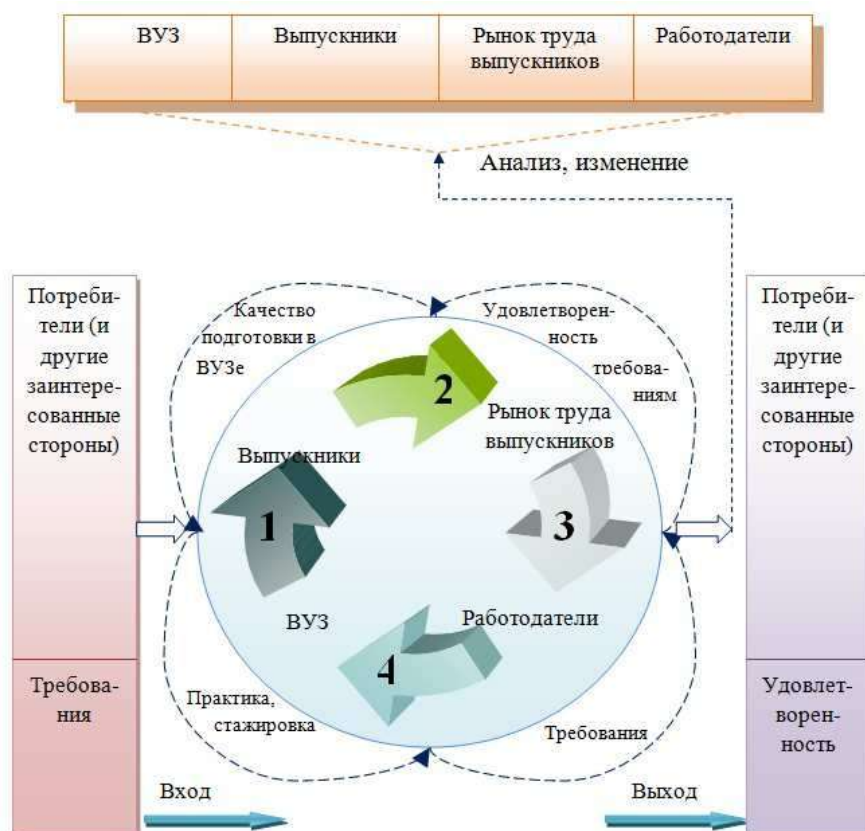 ВУЗ
Выпускники
Рынок труда
выпускников
Работодатели
Анализ, изменение
Потреби-
тели (и
другие
заинтере-
сованные
стороны)
Качество
подготовки в
ВУЗе
Удовлетворен-
ность
требова-
ниям
Потреби-
тели (и
другие
заинтере-
сованные
стороны)
2
Рынок труда
выпускников
Выпускники
1
3
ВУЗ
Работодатели
4
Требова-
ния
Практика,
стажировка
Требования
Удовлет-
ворен-
ность
Вход
Выход